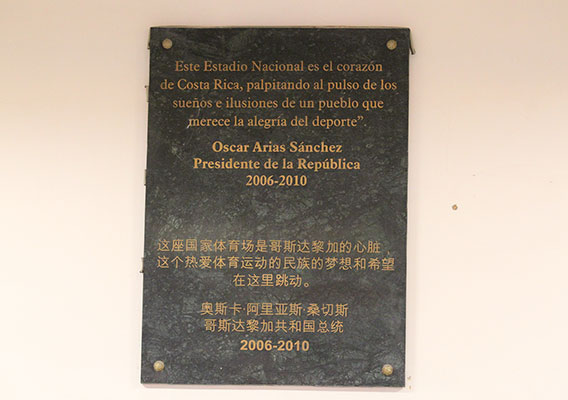 Este Estadio Nacional es el corazón
de Costa Rica, palpitando al pulso de los
sueños e ilusiones de un pueblo que
merece la alegría del deporte”.
Oscar Arias Sánchez
Presidente de la República
2006-2010
这座国家体育场是哥斯达黎加的心脏，
这个热爱体育运动的民族的梦想和希望
在这里跳动。
奥斯卡·阿里亚斯·桑切斯
哥斯达黎加共和国总统
2006-2010